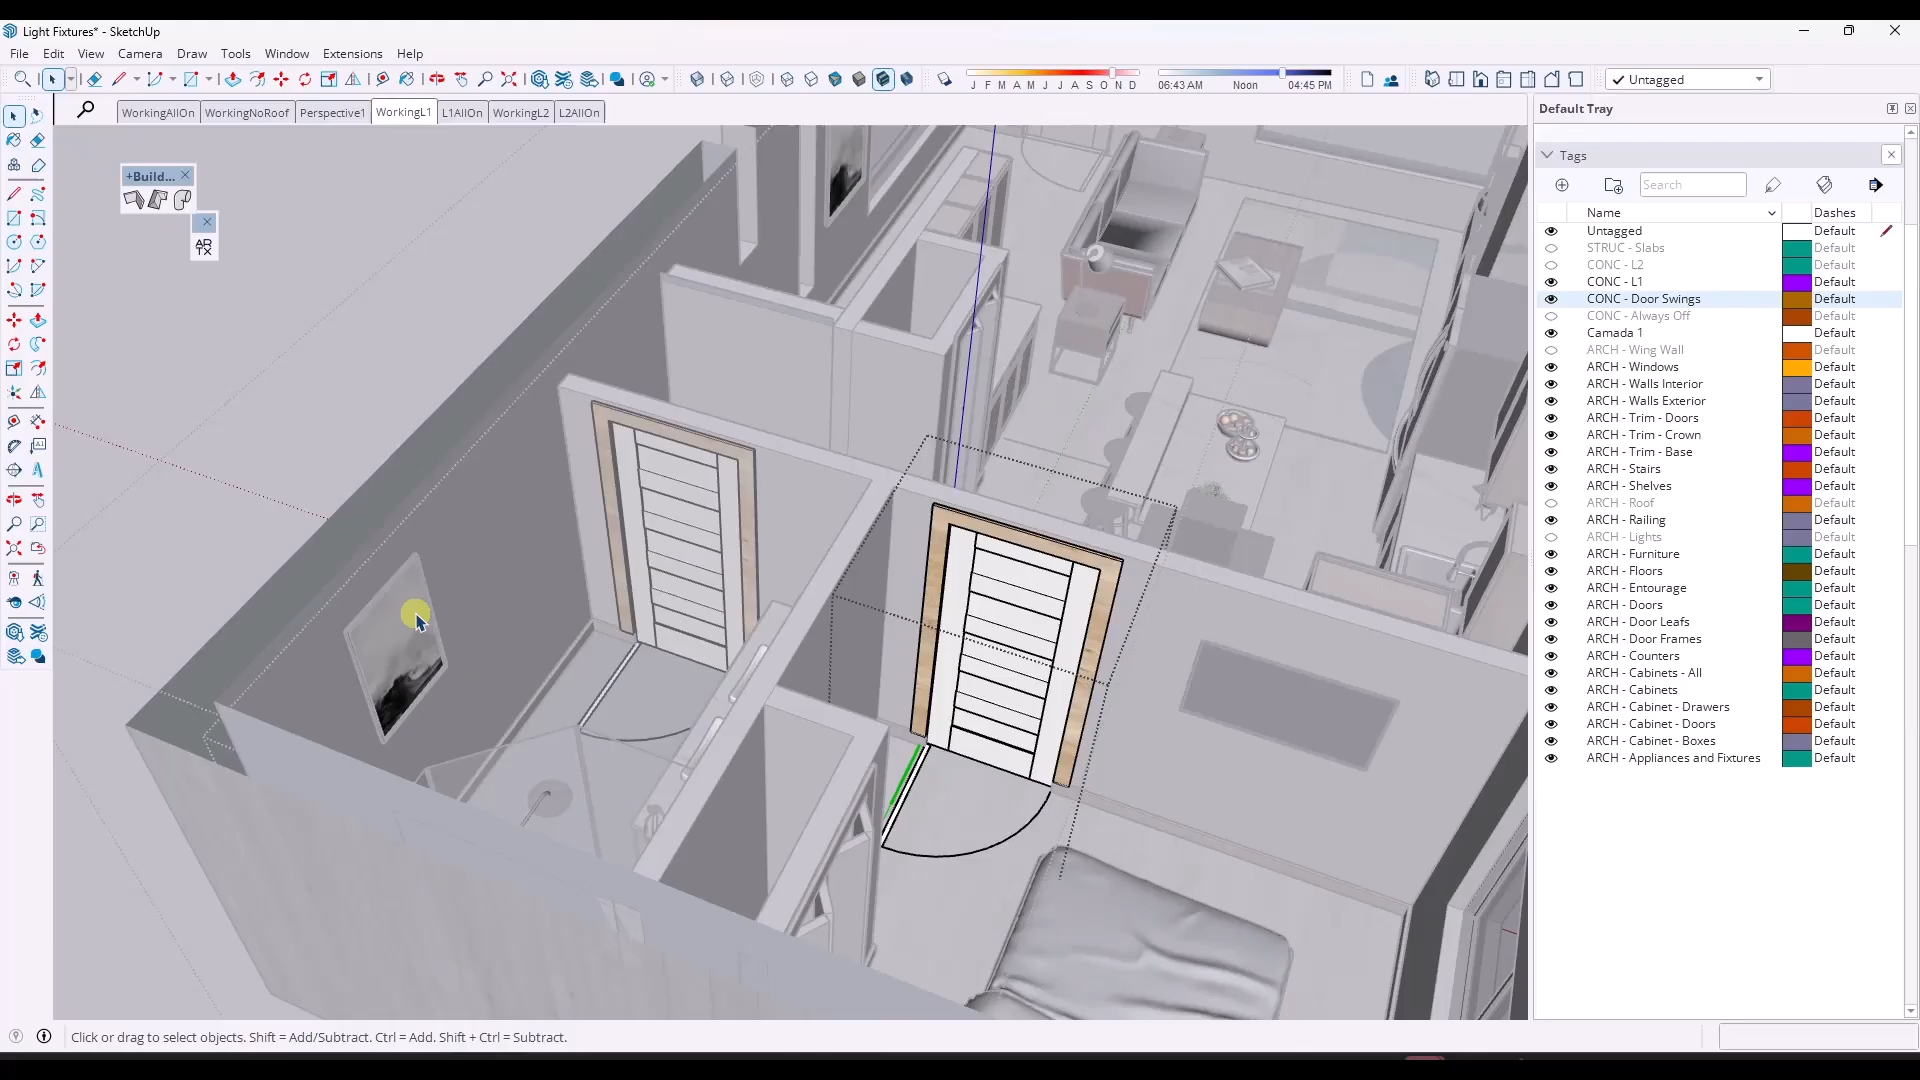 Light Fixtures* - SketchUp
File Edit View Camera Draw Tools Window Extensions Help
J F M A M J J A S O N D
06:43 AM Noon 04:45 PM
Untagged
WorkingAllOn WorkingNoRoof Perspective1 WorkingL1 L1AllOn WorkingL2 L2AllOn
Default Tray
Tags
+Build...
Search
AR
TX
Name Dashes
Untagged Default
STRUC - Slabs Default
CONC - L2 Default
CONC - L1 Default
CONC - Door Swings Default
CONC - Always Off Default
Camada 1 Default
ARCH - Wing Wall Default
ARCH - Windows Default
ARCH - Walls Interior Default
ARCH - Walls Exterior Default
ARCH - Trim - Doors Default
ARCH - Trim - Crown Default
ARCH - Trim - Base Default
ARCH - Stairs Default
ARCH - Shelves Default
ARCH - Roof Default
ARCH - Railing Default
ARCH - Lights Default
ARCH - Furniture Default
ARCH - Floors Default
ARCH - Entourage Default
ARCH - Doors Default
ARCH - Door Leafs Default
ARCH - Door Frames Default
ARCH - Counters Default
ARCH - Cabinets - All Default
ARCH - Cabinets Default
ARCH - Cabinet - Drawers Default
ARCH - Cabinet - Doors Default
ARCH - Cabinet - Boxes Default
ARCH - Appliances and Fixtures Default
Click or drag to select objects. Shift = Add/Subtract. Ctrl = Add. Shift + Ctrl = Subtract.